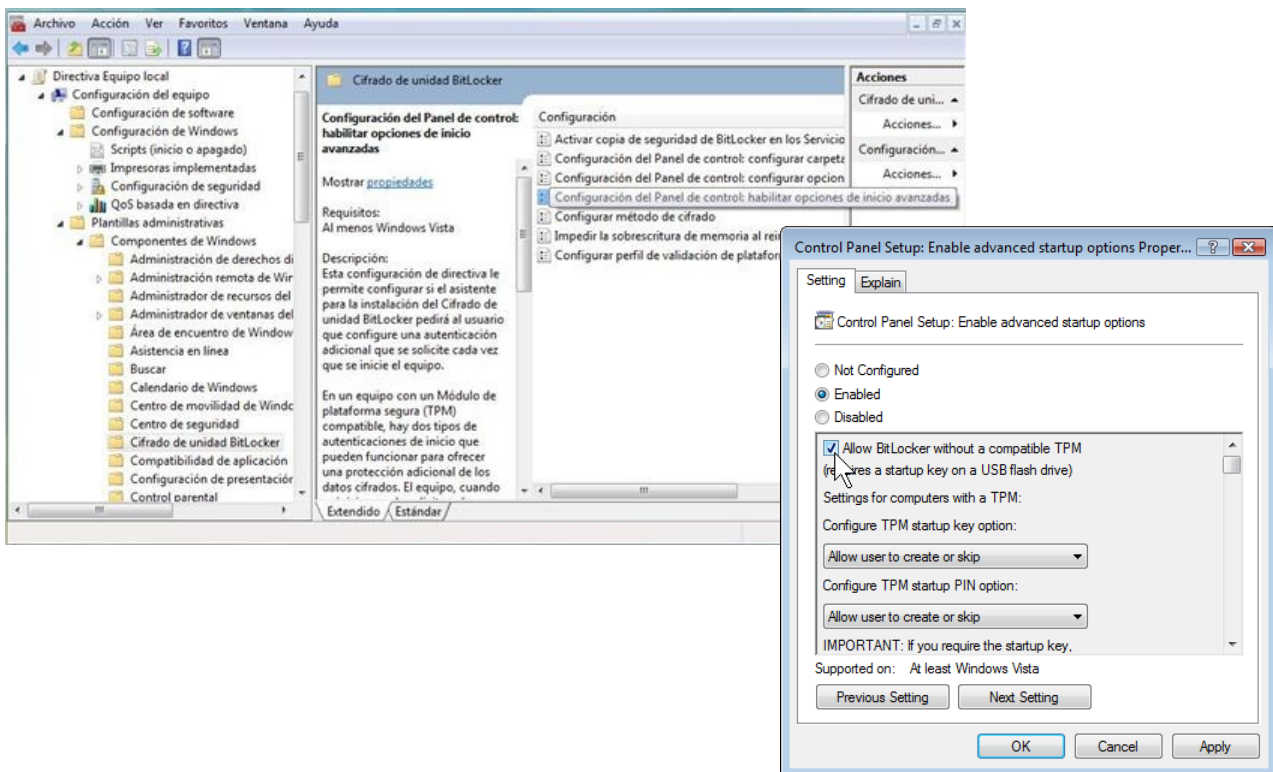 Archivo Acción Ver Favoritos Ventana Ayuda
Directiva Equipo local
Configuración del equipo
Configuración de software
Configuración de Windows
Scripts (inicio o apagado)
Impresoras implementadas
Configuración de seguridad
QoS basada en directiva
Plantillas administrativas
Componentes de Windows
Administración de derechos di
Administración remota de Wir
Administrador de recursos del
Administrador de ventanas del
Área de encuentro de Window
Asistencia en línea
Buscar
Calendario de Windows
Centro de movilidad de Windc
Centro de seguridad
Cifrado de unidad BitLocker
Compatibilidad de aplicación
Configuración de presentaciór
Control parental
Cifrado de unidad BitLocker
Configuración del Panel de control:
habilitar opciones de inicio
avanzadas
Mostrar propiedades
Requisitos:
Al menos Windows Vista
Descripción:
Esta configuración de directiva le
permite configurar si el asistente
para la instalación del Cifrado de
unidad BitLocker pedirá al usuario
que configure una autenticación
adicional que se solicite cada vez
que se inicie el equipo.
En un equipo con un Módulo de
plataforma segura (TPM)
compatible, hay dos tipos de
autenticaciones de inicio que
pueden funcionar para ofrecer
una protección adicional de los
datos cifrados. El equipo, cuando
Configuración
Activar copia de seguridad de BitLocker en los Servicio
Configuración del Panel de control: configurar carpeta
Configuración del Panel de control: configurar opcion
Configuración del Panel de control: habilitar opciones de inicio avanzadas
Configurar método de cifrado
Impedir la sobrescritura de memoria al rei
Configurar perfil de validación de platafor
Extendido Estándar
Acciones
Cifrado de uni...
Acciones...
Configuración...
Acciones...
Control Panel Setup: Enable advanced startup options Proper...
Setting Explain
Control Panel Setup: Enable advanced startup options
Not Configured
Enabled
Disabled
Allow BitLocker without a compatible TPM
a startup key on a USB flash drive)
Settings for computers with a TPM:
Configure TPM startup key option:
Allow user to create or skip
Configure TPM startup PIN option:
Allow user to create or skip
IMPORTANT: If you require the startup key,
Supported on: At least Windows Vista
Previous Setting Next Setting
OK Cancel Apply